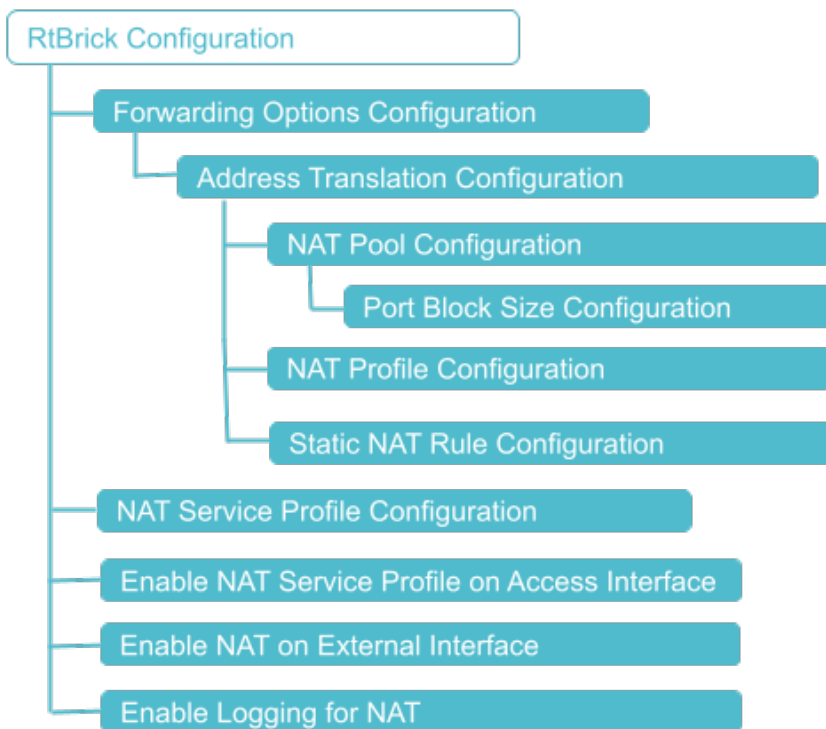 RtBrick Configuration
Forwarding Options Configuration
Address Translation Configuration
NAT Pool Configuration
Port Block Size Configuration
NAT Profile Configuration
Static NAT Rule Configuration
NAT Service Profile Configuration
Enable NAT Service Profile on Access Interface
Enable NAT on External Interface
Enable Logging for NAT